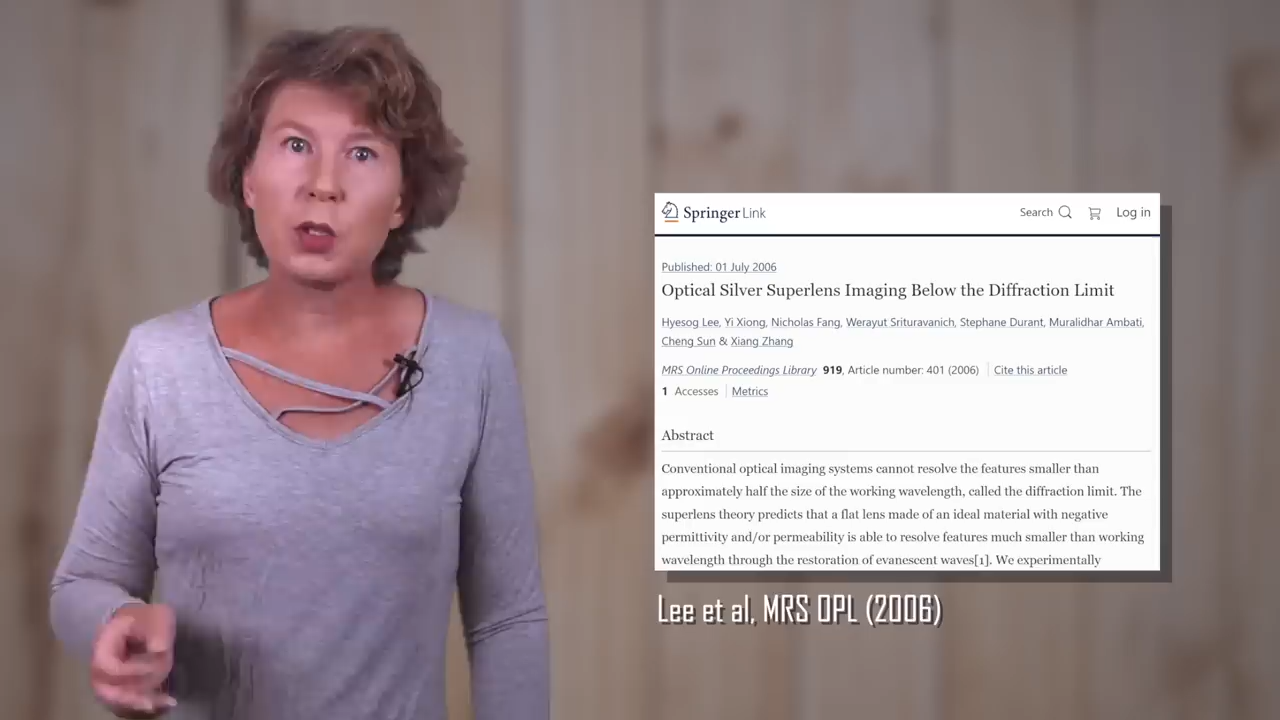 SpringerLink
Search
Log in
Published: 01 July 2006
Optical Silver Superlens Imaging Below the Diffraction Limit
Hyesog Lee, Yi Xiong, Nicholas Fang, Werayut Srituravanich, Stephane Durant, Muralidhar Ambati,
Cheng Sun & Xiang Zhang
MRS Online Proceedings Library 919, Article number: 401 (2006) Cite this article
1 Accesses Metrics
Abstract
Conventional optical imaging systems cannot resolve the features smaller than
approximately half the size of the working wavelength, called the diffraction limit. The
superlens theory predicts that a flat lens made of an ideal material with negative
permittivity and/or permeability is able to resolve features much smaller than working
wavelength through the restoration of evanescent waves[1]. We experimentally
Lee et al, MRS OPL (2006)